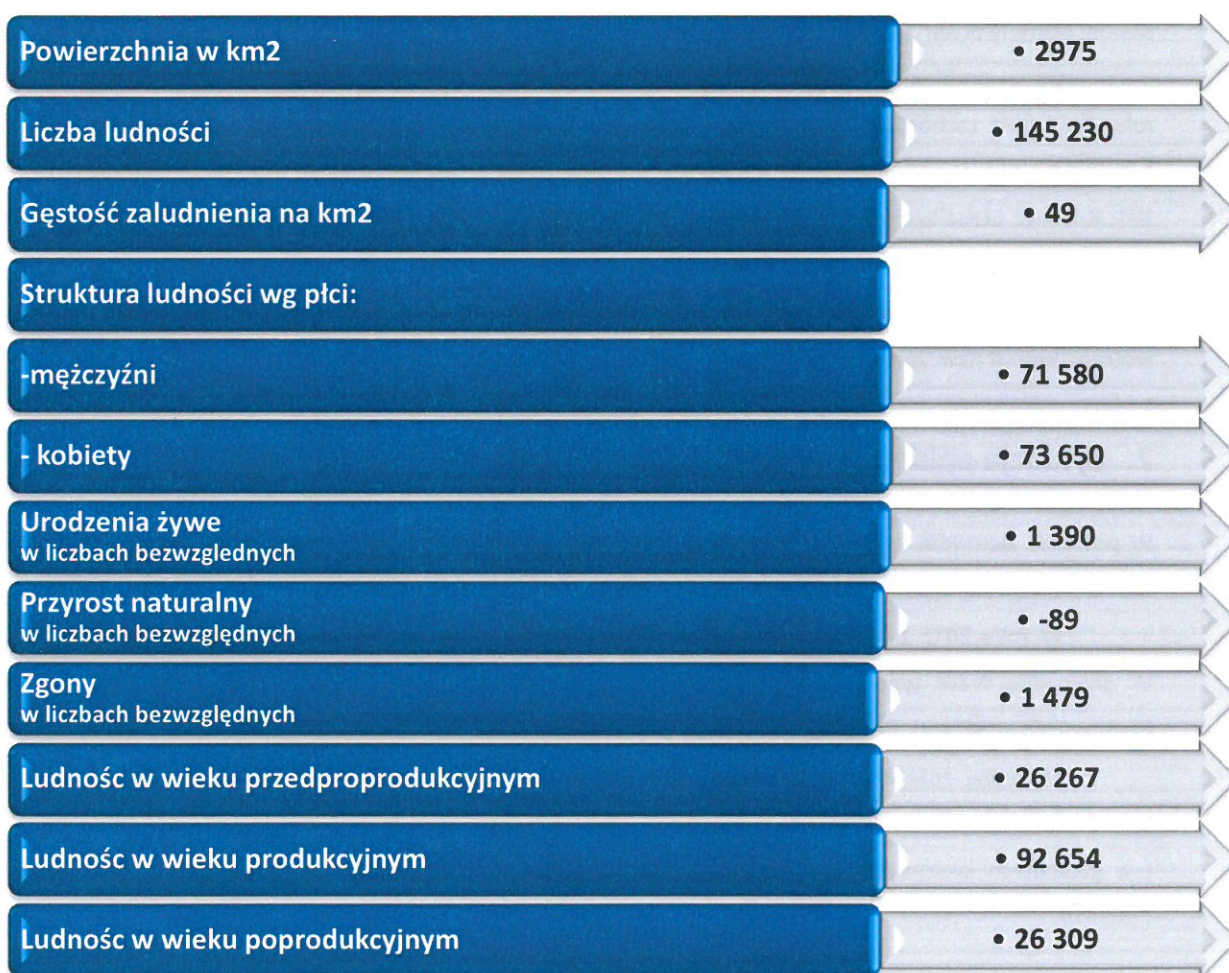 Powierzchnia w km2 • 2975
Liczba ludności • 145 230
Gęstość zaludnienia na km2 • 49
Struktura ludności wg płci:
-mężczyźni • 71 580
- kobiety • 73 650
Urodzenia żywe
w liczbach bezwzglednych • 1 390
Przyrost naturalny
w liczbach bezwzględnych • -89
Zgony
w liczbach bezwzględnych • 1 479
Ludnośc w wieku przedproprodukcyjnym • 26 267
Ludnośc w wieku produkcyjnym • 92 654
Ludnośc w wieku poprodukcyjnym • 26 309